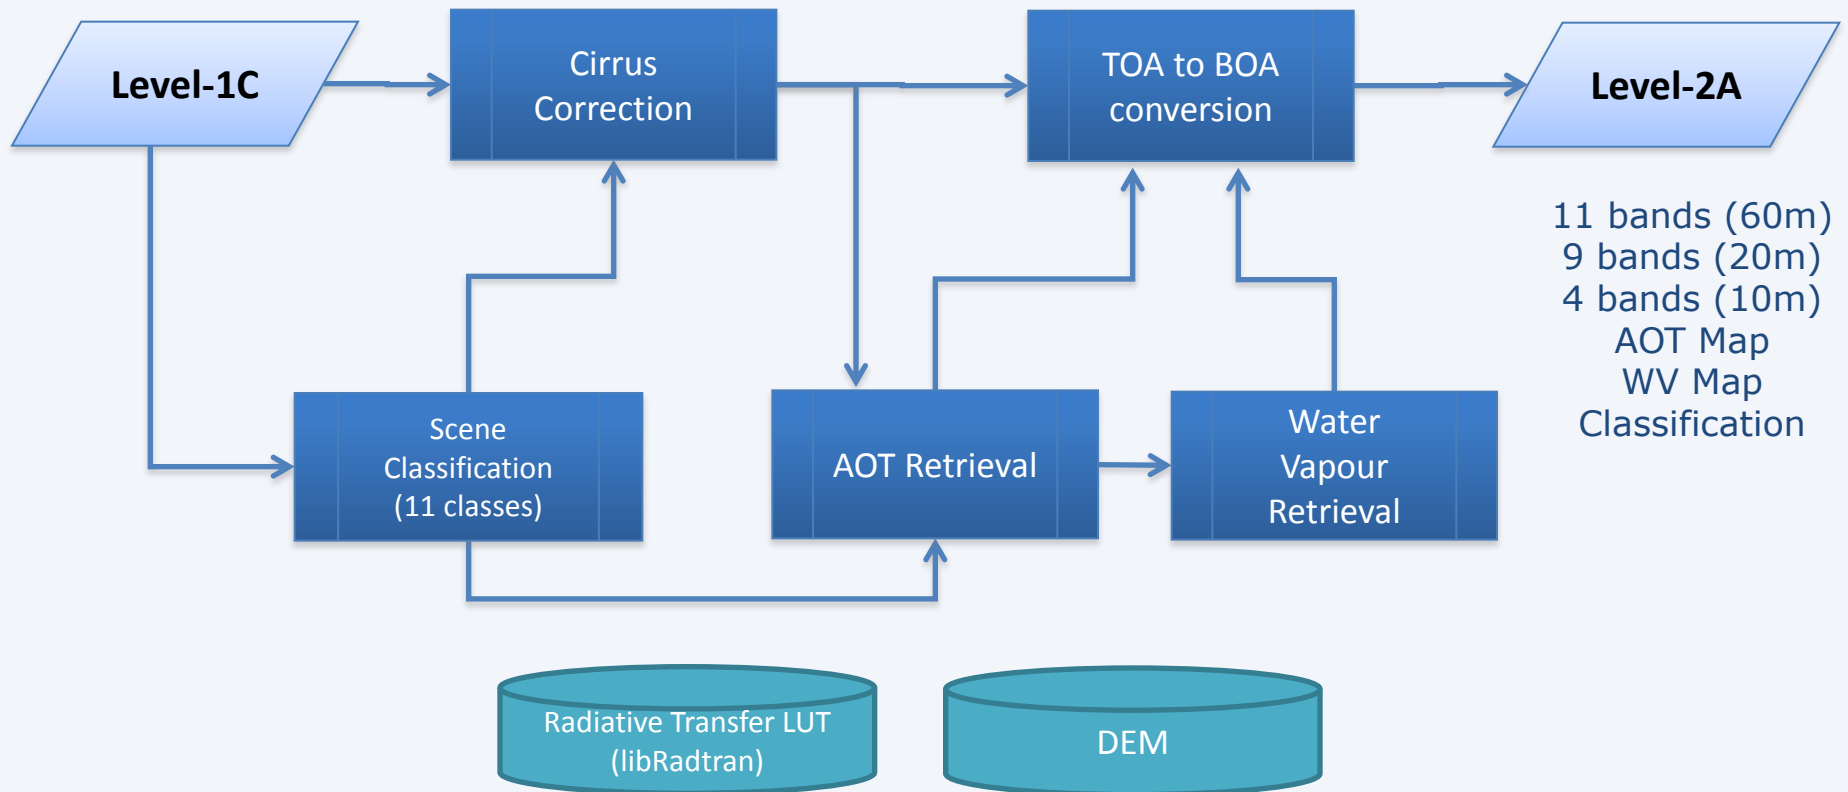 Level-1C
Cirrus
Correction
TOA to BOA
conversion
Level-2A
11 bands (60m)
9 bands (20m)
4 bands (10m)
AOT Map
WV Map
Classification
Scene
Classification
(11 classes)
AOT Retrieval
Water
Vapour
Retrieval
Radiative Transfer LUT
(libRadtran)
DEM